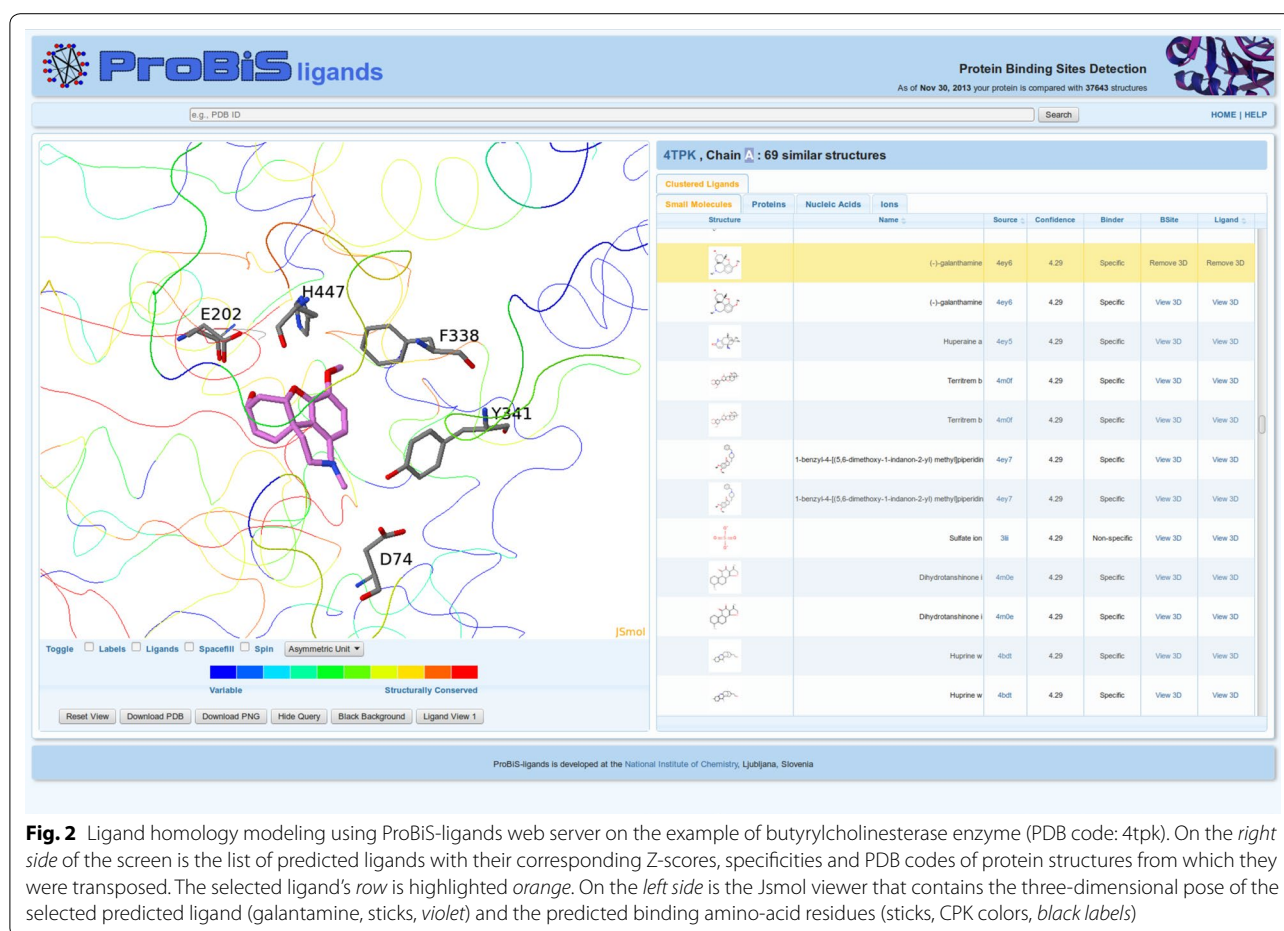 ProBiS ligands
Protein Binding Sites Detection
As of Nov 30, 2013 your protein is compared with 37643 structures
e.g., PDB ID
Search
HOME | HELP
H447
E202
F338
Y341
D74
JSmol
Toggle Labels Ligands Spacefill Spin Asymmetric Unit
Variable Structurally Conserved
Reset View Download PDB Download PNG Hide Query Black Background Ligand View 1
4TPK , Chain A : 69 similar structures
Clustered Ligands
Small Molecules Proteins Nucleic Acids Ions
Structure Name Source Confidence Binder BSite Ligand
(-)-galanthamine 4ey6 4.29 Specific Remove 3D Remove 3D
(-)-galanthamine 4ey6 4.29 Specific View 3D View 3D
Huperaine a 4ey5 4.29 Specific View 3D View 3D
Territrem b 4m0f 4.29 Specific View 3D View 3D
Territrem b 4m0f 4.29 Specific View 3D View 3D
1-benzyl-4-[(5,6-dimethoxy-1-indanon-2-yl) methyl]piperidin 4ey7 4.29 Specific View 3D View 3D
1-benzyl-4-[(5,6-dimethoxy-1-indanon-2-yl) methyl]piperidin 4ey7 4.29 Specific View 3D View 3D
Sulfate ion 4.29 Non-specific View 3D View 3D
Dihydrotanshinone i 4m0e 4.29 Specific View 3D View 3D
Dihydrotanshinone i 4m0e 4.29 Specific View 3D View 3D
Huprine w 4bdt 4.29 Specific View 3D View 3D
Huprine w 4bdt 4.29 Specific View 3D View 3D
ProBiS-ligands is developed at the National Institute of Chemistry, Ljubljana, Slovenia
Fig. 2 Ligand homology modeling using ProBiS-ligands web server on the example of butyrylcholinesterase enzyme (PDB code: 4tpk). On the right
side of the screen is the list of predicted ligands with their corresponding Z-scores, specificities and PDB codes of protein structures from which they
were transposed. The selected ligand's row is highlighted orange. On the left side is the Jsmol viewer that contains the three-dimensional pose of the
selected predicted ligand (galantamine, sticks, violet) and the predicted binding amino-acid residues (sticks, CPK colors, black labels)